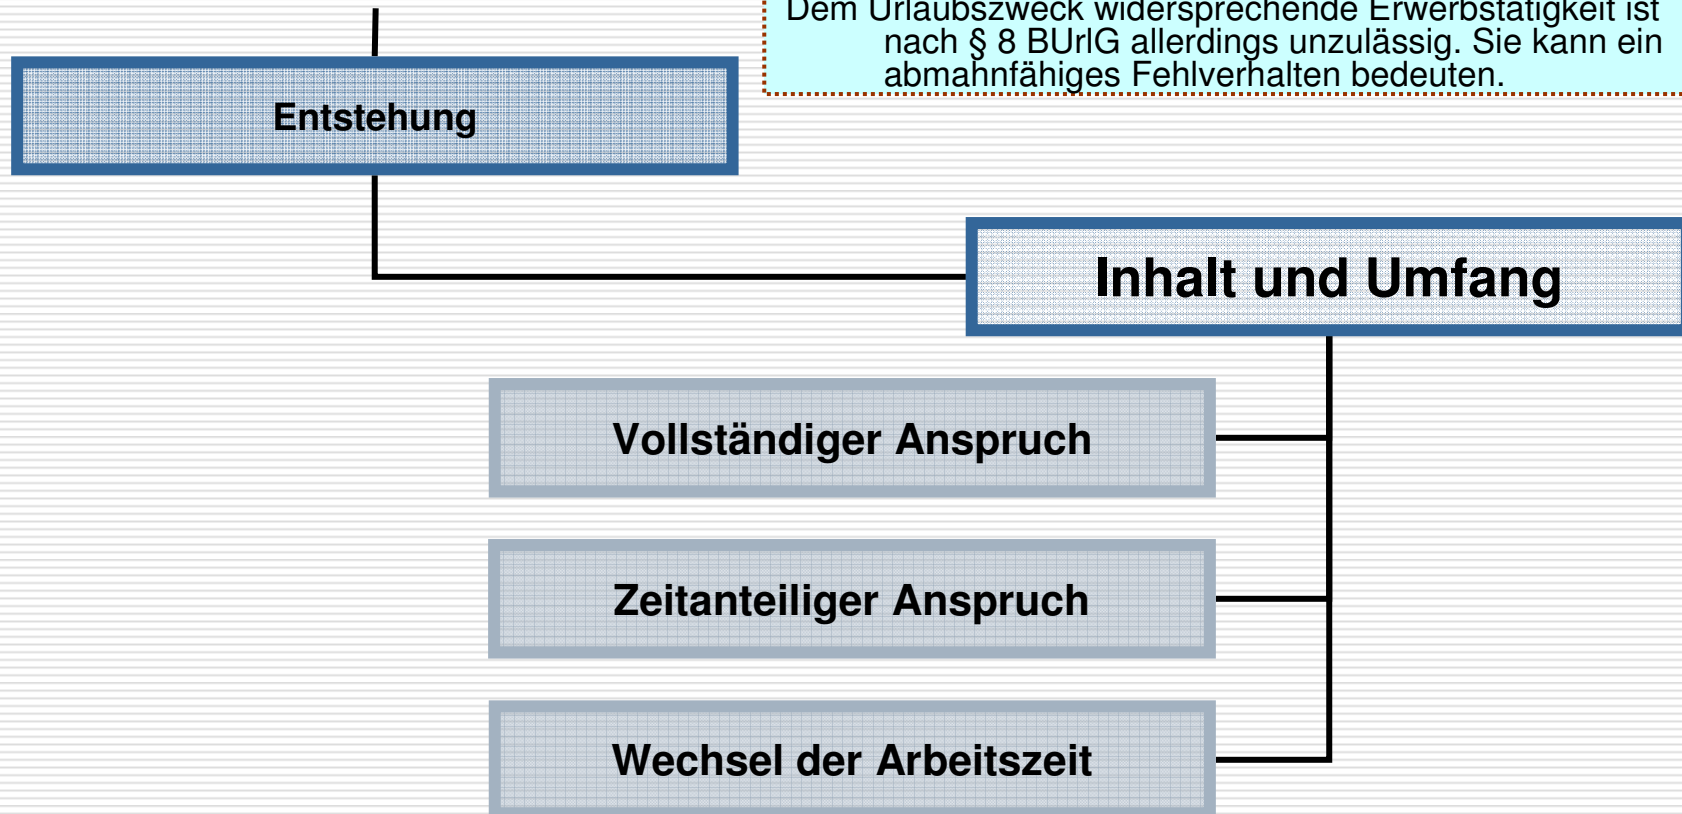 Dem Urlaubszweck widersprechende Erwerbstätigkeit ist
nach § 8 BUrlG allerdings unzulässig. Sie kann ein
abmahnfähiges Fehlverhalten bedeuten.
Entstehung
Inhalt und Umfang
Vollständiger Anspruch
Zeitanteiliger Anspruch
Wechsel der Arbeitszeit